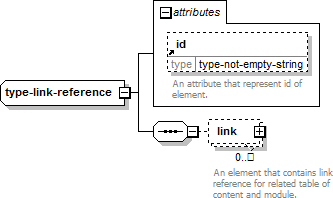 attributes
id
type type-not-empty-string
An attribute that represent id of
element.
type-link-reference
link
0..□
An element that contains link
reference for related table of
content and module.